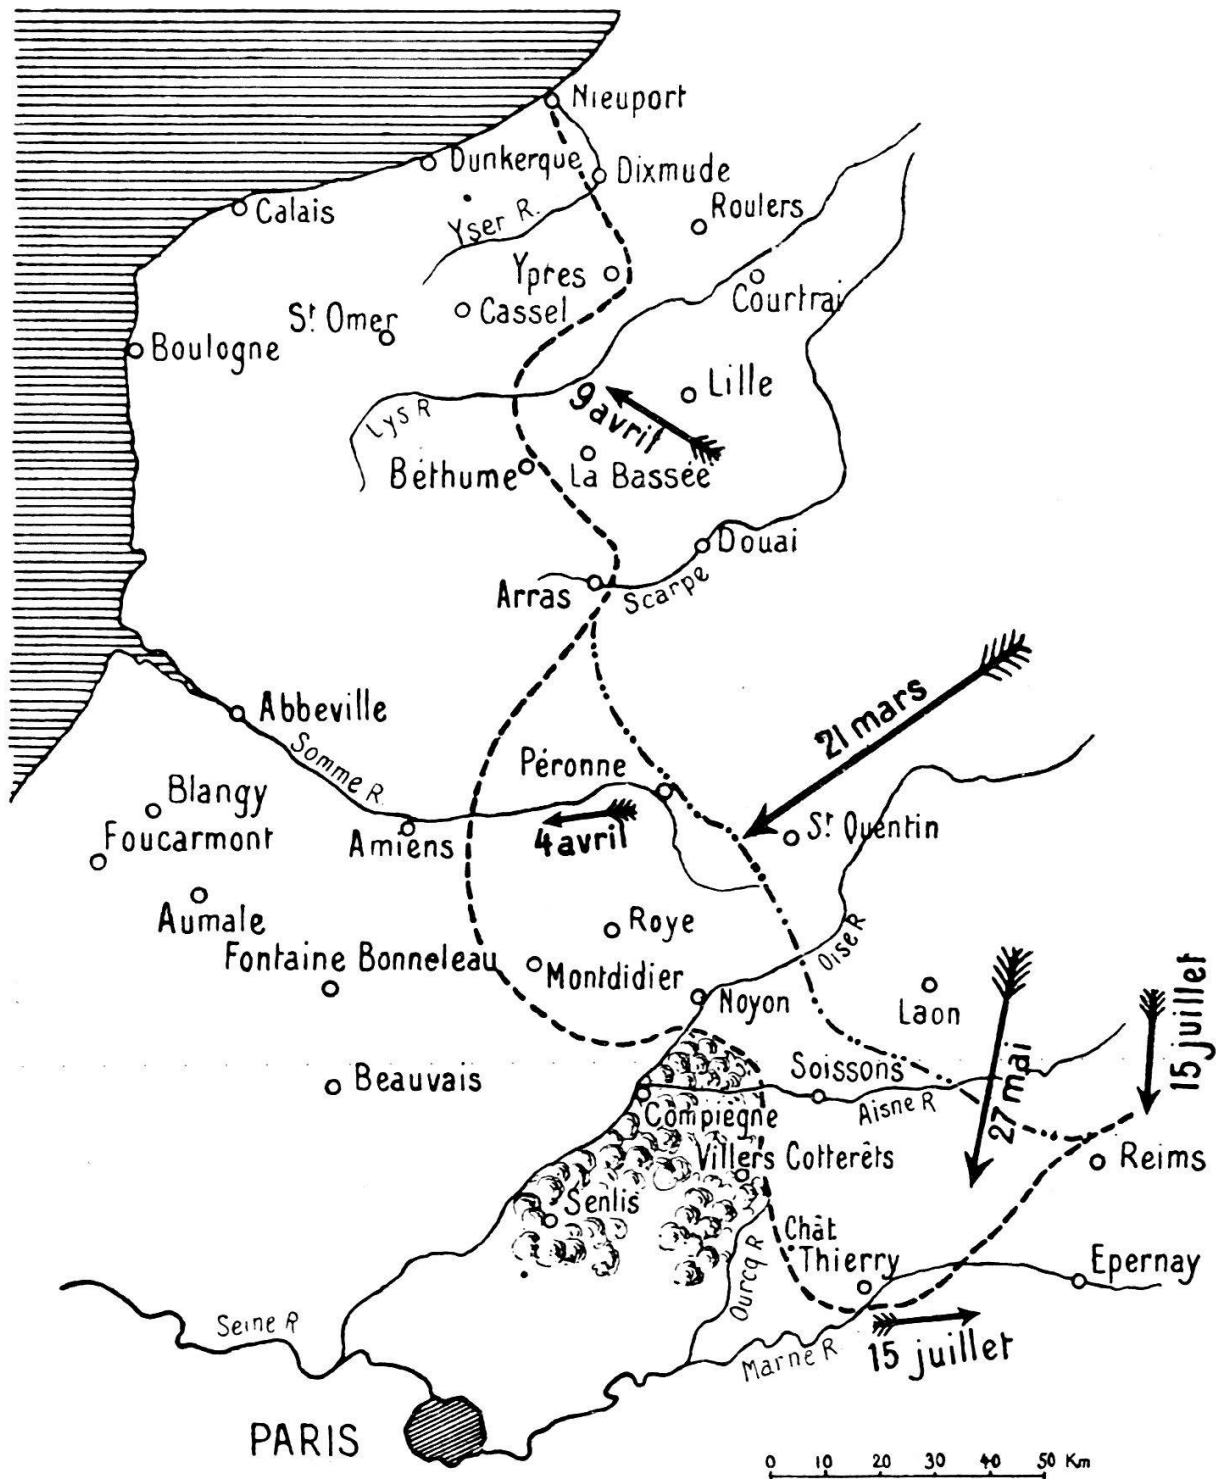 Nieuport
Dunkerque
Dixmude
Calais
Yser R.
Roulers
Ypres
Courtrai
St. Omer
Cassel
Boulogne
Lille
9 avril
Lys R
Béthume
La Bassée
Douai
Arras
Scarpe
21 mars
Abbeville
Somme R.
Péronne
Blangy
Foucarmont
Amiens
4 avril
St Quentin
Aumale
Roye
Oise R
Fontaine Bonneleau
Montdidier
Noyon
Laon
15 juillet
27 mai
Beauvais
Soissons
Compiègne
Aisne R
Villers Cotterêts
Reims
Senlis
Chât
Thierry
Ourcq R
Epernay
Seine R
Marne R
15 juillet
PARIS
0 10 20 30 40 50 Km